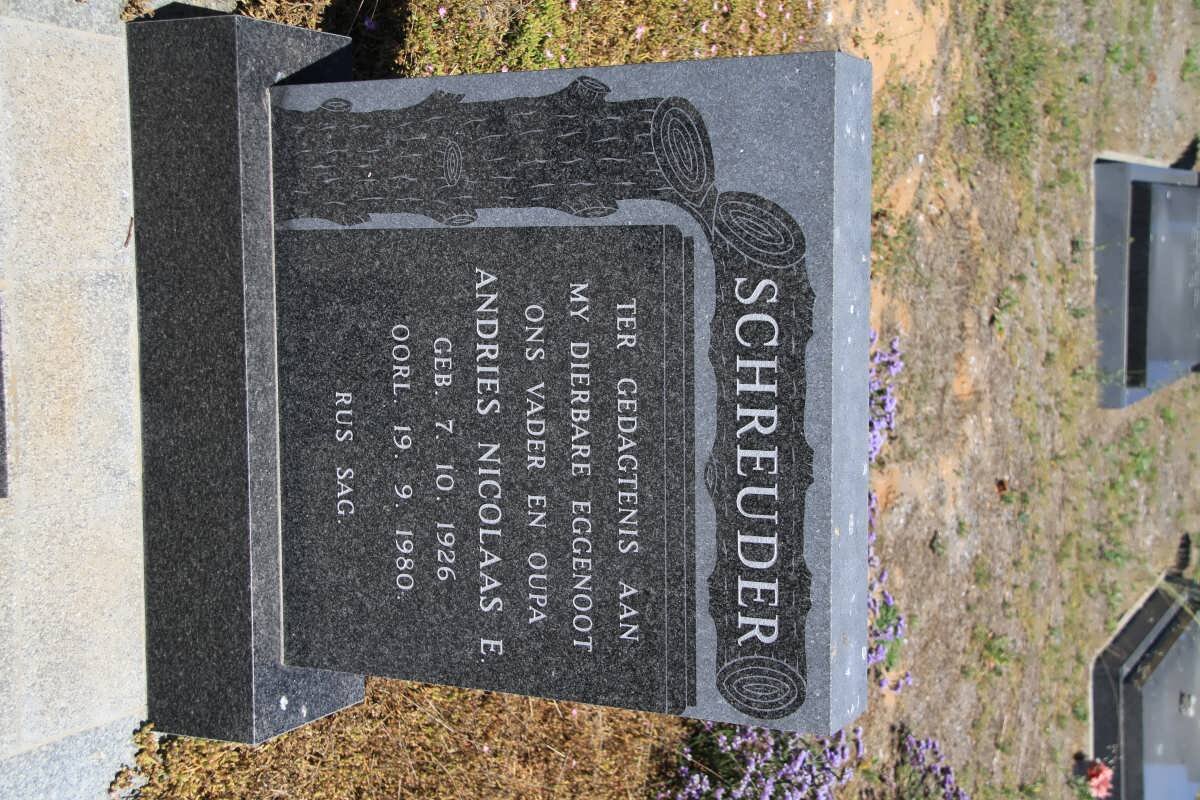 SCHREUDER
TER GEDAGTENIS AAN
MY DIERBARE EGGENOOT
ONS VADER EN OUPA
ANDRIES NICOLAAS E.
GEB. 7. 10. 1926
OORL. 19. 9. 1980.
RUS SAG.